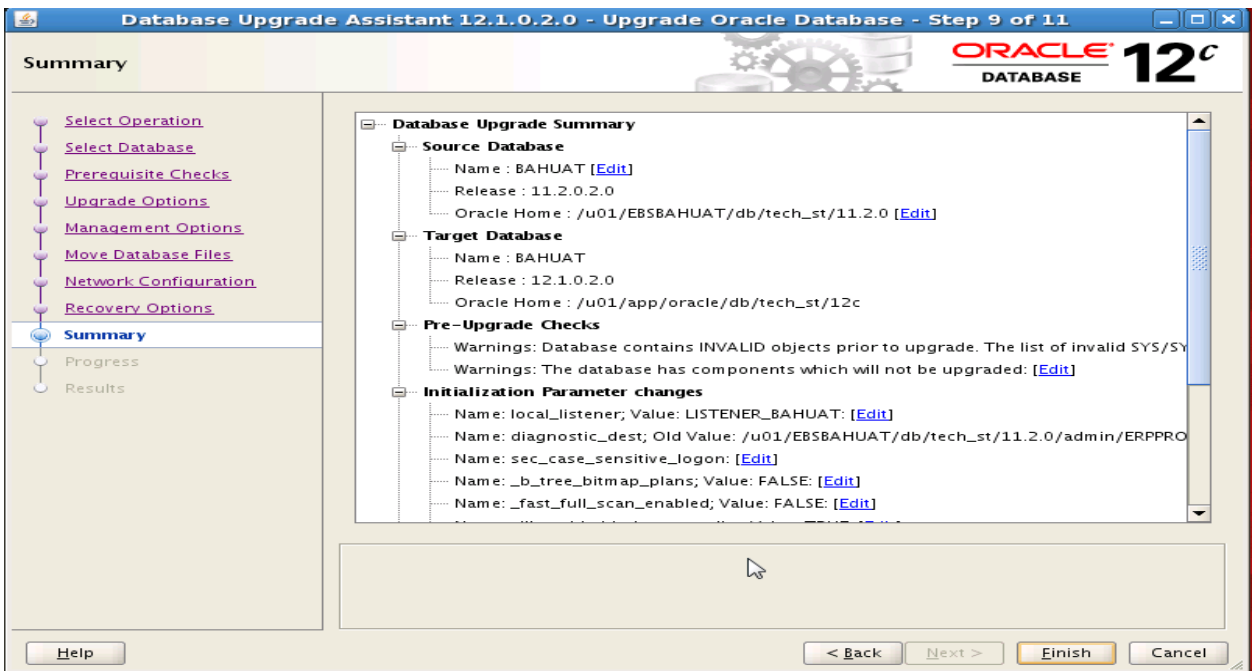 Database Upgrade Assistant 12.1.0.2.0 - Upgrade Oracle Database - Step 9 of 11
Summary
ORACLE
DATABASE
12c
Select Operation
Select Database
Prerequisite Checks
Upgrade Options
Management Options
Move Database Files
Network Configuration
Recovery Options
Summary
Progress
Results
Database Upgrade Summary
Source Database
Name : BAHUAT [Edit]
Release : 11.2.0.2.0
Oracle Home : /u01/EBSBAHUAT/db/tech_st/11.2.0 [Edit]
Target Database
Name : BAHUAT
Release : 12.1.0.2.0
Oracle Home : /u01/app/oracle/db/tech_st/12c
Pre-Upgrade Checks
Warnings: Database contains INVALID objects prior to upgrade. The list of invalid SYS/SY
Warnings: The database has components which will not be upgraded: [Edit]
Initialization Parameter changes
Name: local_listener; Value: LISTENER_BAHUAT: [Edit]
Name: diagnostic_dest; Old Value: /u01/EBSBAHUAT/db/tech_st/11.2.0/admin/ERPPRO
Name: sec_case_sensitive_logon: [Edit]
Name: _b_tree_bitmap_plans; Value: FALSE: [Edit]
Name: _fast_full_scan_enabled; Value: FALSE: [Edit]
Help
< Back
Next >
Finish
Cancel